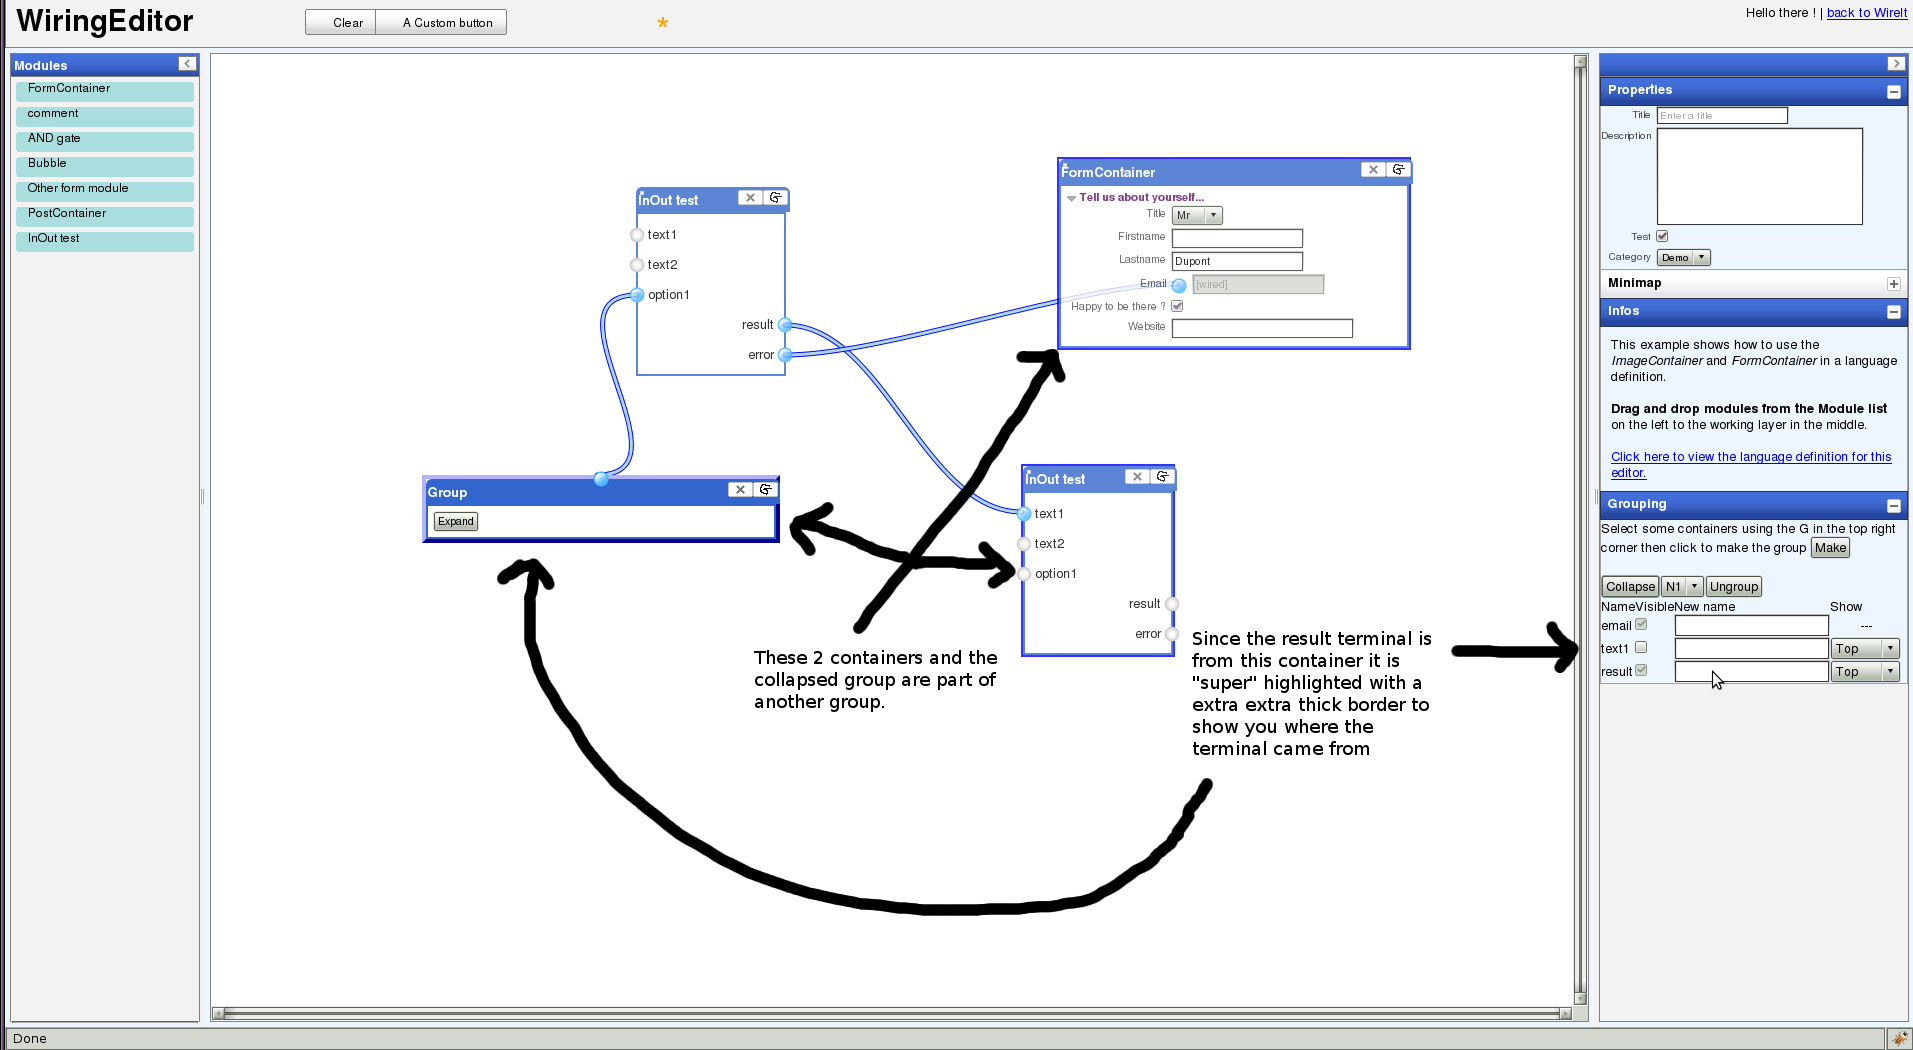 WiringEditor
Clear
A Custom button
*
Hello there ! | back to WireIt
Modules
FormContainer
comment
AND gate
Bubble
Other form module
PostContainer
InOut test
InOut test
text1
text2
option1
result
error
FormContainer
Tell us about yourself...
Title Mr
Firstname
Lastname Dupont
Email [wired]
Happy to be there ?
Website
Group
Expand
InOut test
text1
text2
option1
result
error
These 2 containers and the
collapsed group are part of
another group.
Since the result terminal is
from this container it is
"super" highlighted with a
extra extra thick border to
show you where the
terminal came from
Properties
Title Enter a title
Description
Test
Category Demo
Minimap
Infos
This example shows how to use the
ImageContainer and FormContainer in a language
definition.
Drag and drop modules from the Module list
on the left to the working layer in the middle.
Click here to view the language definition for this
editor.
Grouping
Select some containers using the G in the top right
corner then click to make the group Make
Collapse N1 Ungroup
NameVisibleNew name Show
email ---
text1 Top
result Top
Done